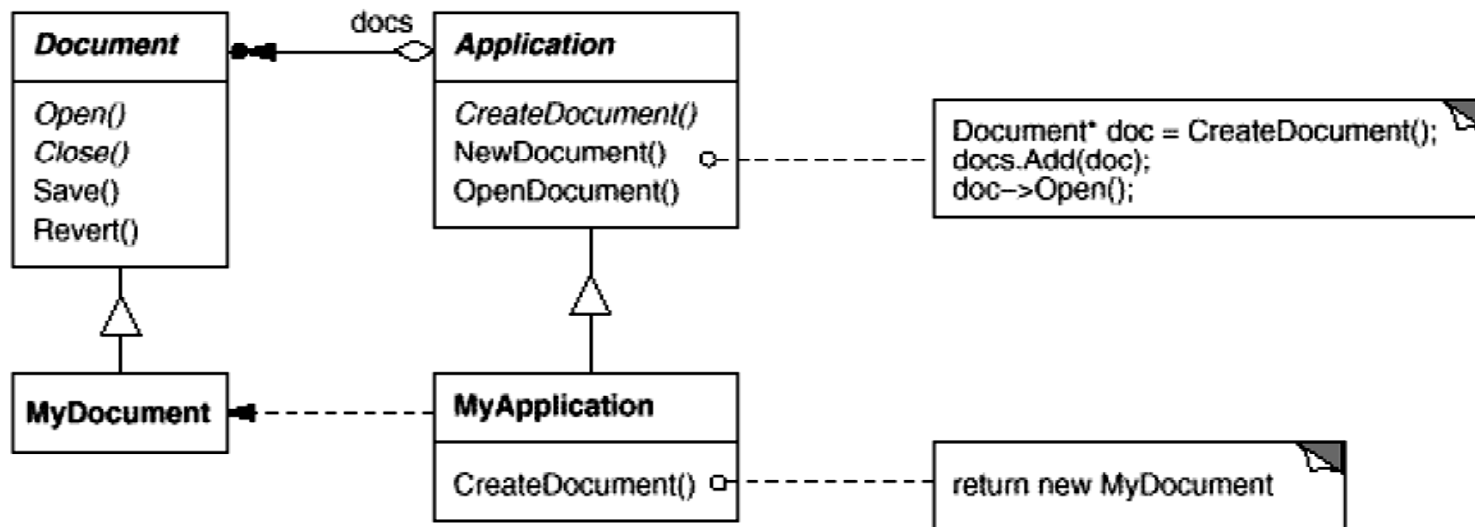 Document
Open()
Close()
Save()
Revert()
docs
Application
CreateDocument()
NewDocument()
OpenDocument()
Document* doc = CreateDocument();
docs.Add(doc);
doc->Open();
MyDocument
MyApplication
CreateDocument()
return new MyDocument